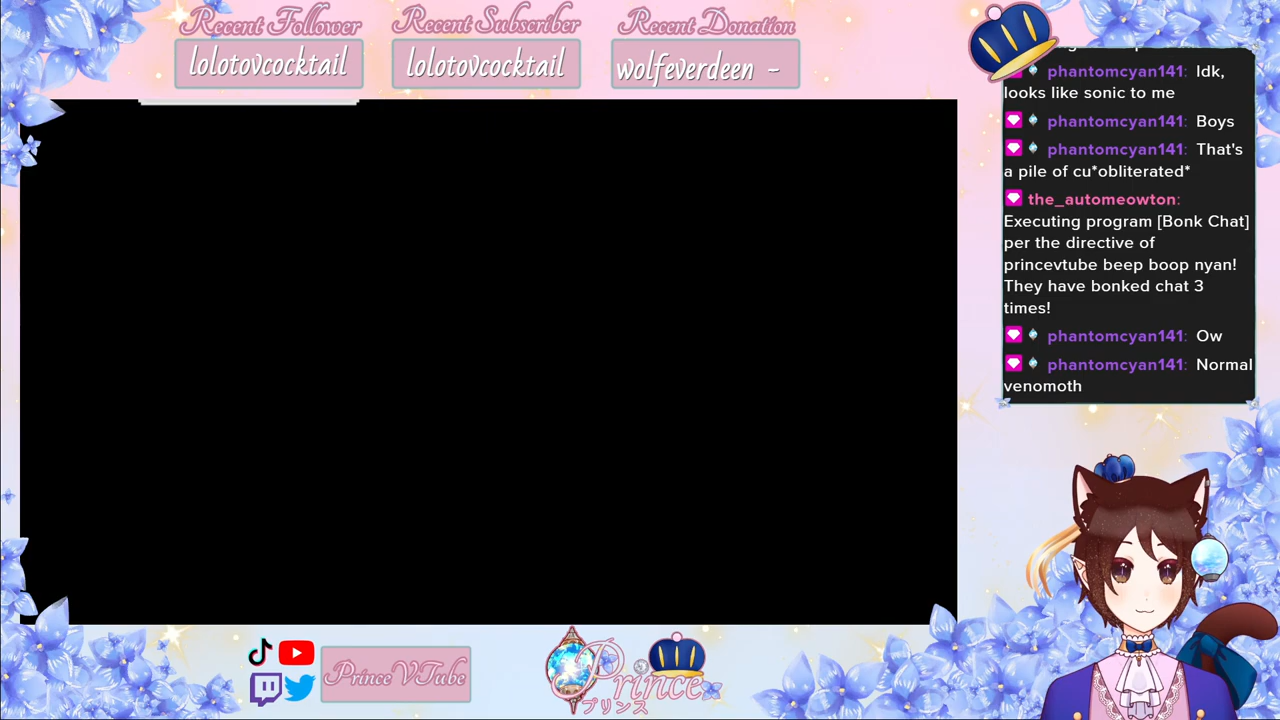 Recent Follower
Recent Subscriber
Recent Donation
lolotovcocktail
lolotovcocktail
wolfeverdeen -
phantomcyan141: Idk,
looks like sonic to me
phantomcyan141: Boys
phantomcyan141: That's
a pile of cu*obliterated*
the_automeowton:
Executing program [Bonk Chat]
per the directive of
princevtube beep boop nyan!
They have bonked chat 3
times!
phantomcyan141: Ow
phantomcyan141: Normal
venomoth
Prince VTube
Prince
プリンス